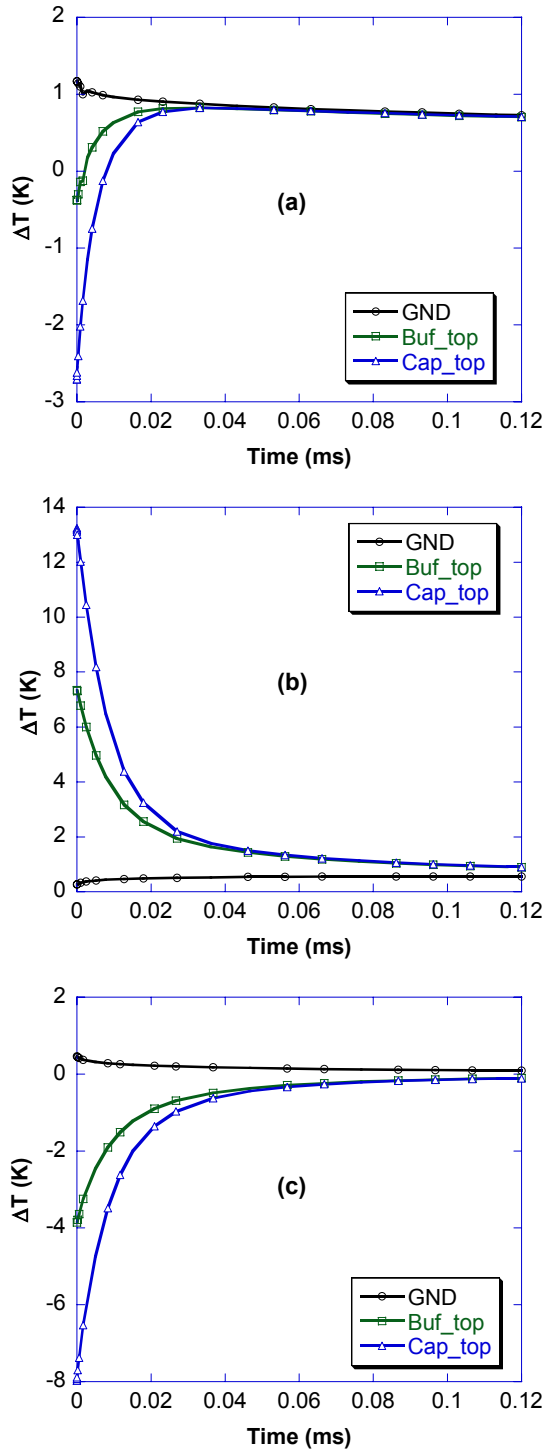 2
1
0
-1
-2
-3
ΔT (K)
(a)
GND
Buf_top
Cap_top
0 0.02 0.04 0.06 0.08 0.1 0.12
Time (ms)
14
12
10
8
6
4
2
0
ΔT (K)
(b)
GND
Buf_top
Cap_top
0 0.02 0.04 0.06 0.08 0.1 0.12
Time (ms)
2
0
-2
-4
-6
-8
ΔT (K)
(c)
GND
Buf_top
Cap_top
0 0.02 0.04 0.06 0.08 0.1 0.12
Time (ms)